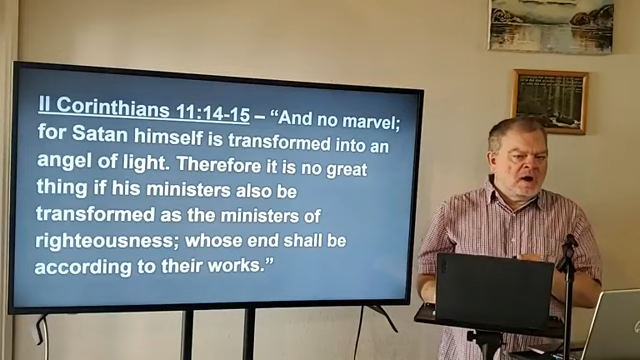 II Corinthians 11:14-15 – “And no marvel;
for Satan himself is transformed into an
angel of light. Therefore it is no great
thing if his ministers also be
transformed as the ministers of
righteousness; whose end shall be
according to their works.”